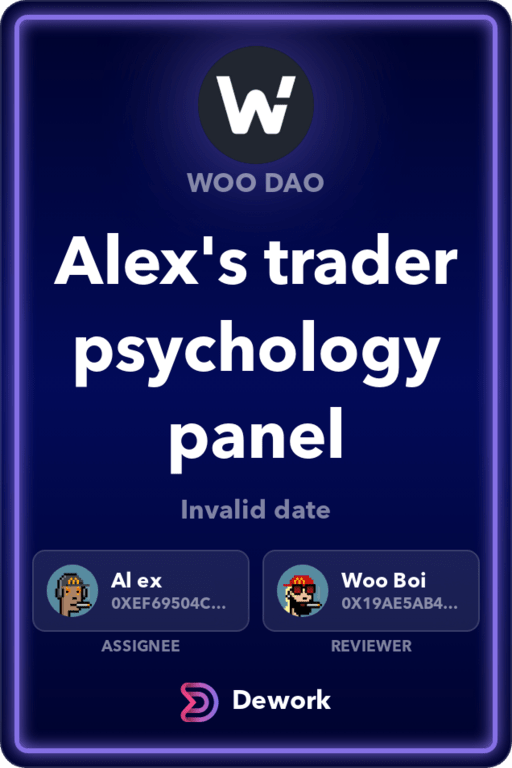 WOO DAO
Alex's trader
psychology
panel
Invalid date
Al ex
0XEF69504C...
Woo Boi
0X19AE5AB4...
ASSIGNEE
REVIEWER
Dework